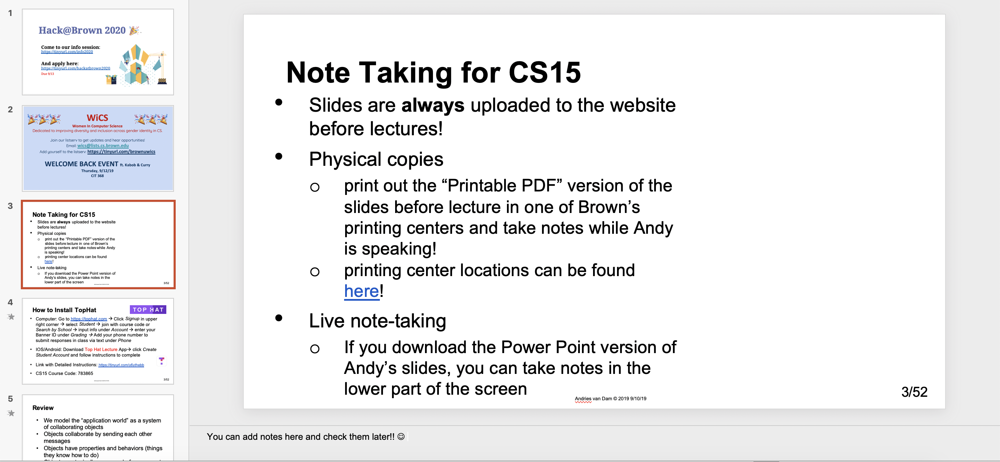 1
Hack@Brown 2020
Come to our info session:
https://tinyurl.com/info2020
And apply here:
https://tinyurl.com/hackatbrown2020
Due 9/13
2
WiCS
Women In Computer Science
Dedicated to improving diversity and inclusion across gender identity in CS.
Join our listserv to get updates and hear opportunities!
Email: wics@lists.cs.brown.edu
Add yourself to the listserv: https://tinyurl.com/brownuwics
WELCOME BACK EVENT ft. Kabob & Curry
Thursday, 9/12/19
CIT 368
3
Note Taking for CS15
• Slides are always uploaded to the website
before lectures!
• Physical copies
o print out the “Printable PDF” version of the
slides before lecture in one of Brown’s
printing centers and take notes while Andy
is speaking!
o printing center locations can be found
here!
• Live note-taking
o If you download the Power Point version of
Andy’s slides, you can take notes in the
lower part of the screen
3/52
4
How to Install TopHat
TOP HAT
• Computer: Go to https://tophat.com → Click Signup in upper
right corner → select Student → join with course code or
Search by School → input info under Account → enter your
Banner ID under Grading → Add your phone number to
submit responses in class via text under Phone
• IOS/Android: Download Top Hat Lecture App→ click Create
Student Account and follow instructions to complete
• Link with Detailed Instructions: https://tinyurl.com/y6ythebb
• CS15 Course Code: 783865
3/52
5
Review
• We model the “application world” as a system
of collaborating objects
• Objects collaborate by sending each other
messages
• Objects have properties and behaviors (things
they know how to do)
Note Taking for CS15
• Slides are always uploaded to the website
before lectures!
• Physical copies
o print out the “Printable PDF” version of the
slides before lecture in one of Brown’s
printing centers and take notes while Andy
is speaking!
o printing center locations can be found
here!
• Live note-taking
o If you download the Power Point version of
Andy’s slides, you can take notes in the
lower part of the screen
Andries van Dam © 2019 9/10/19
3/52
You can add notes here and check them later!! ☺